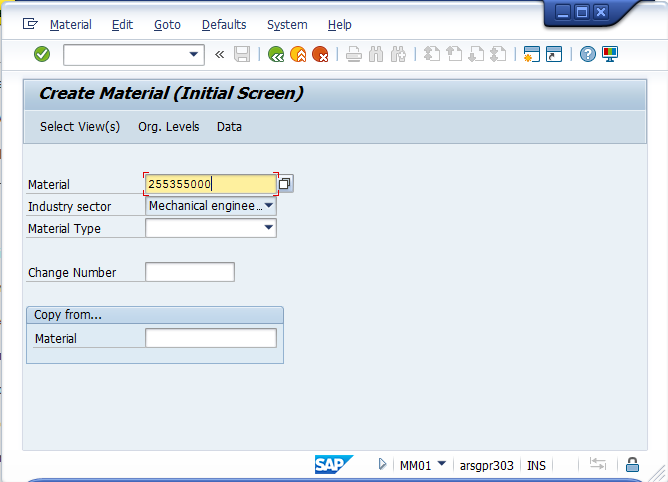 Material Edit Goto Defaults System Help
Create Material (Initial Screen)
Select View(s) Org. Levels Data
Material 255355000
Industry sector Mechanical enginee...
Material Type
Change Number
Copy from...
Material
SAP MM01 arsgpr303 INS